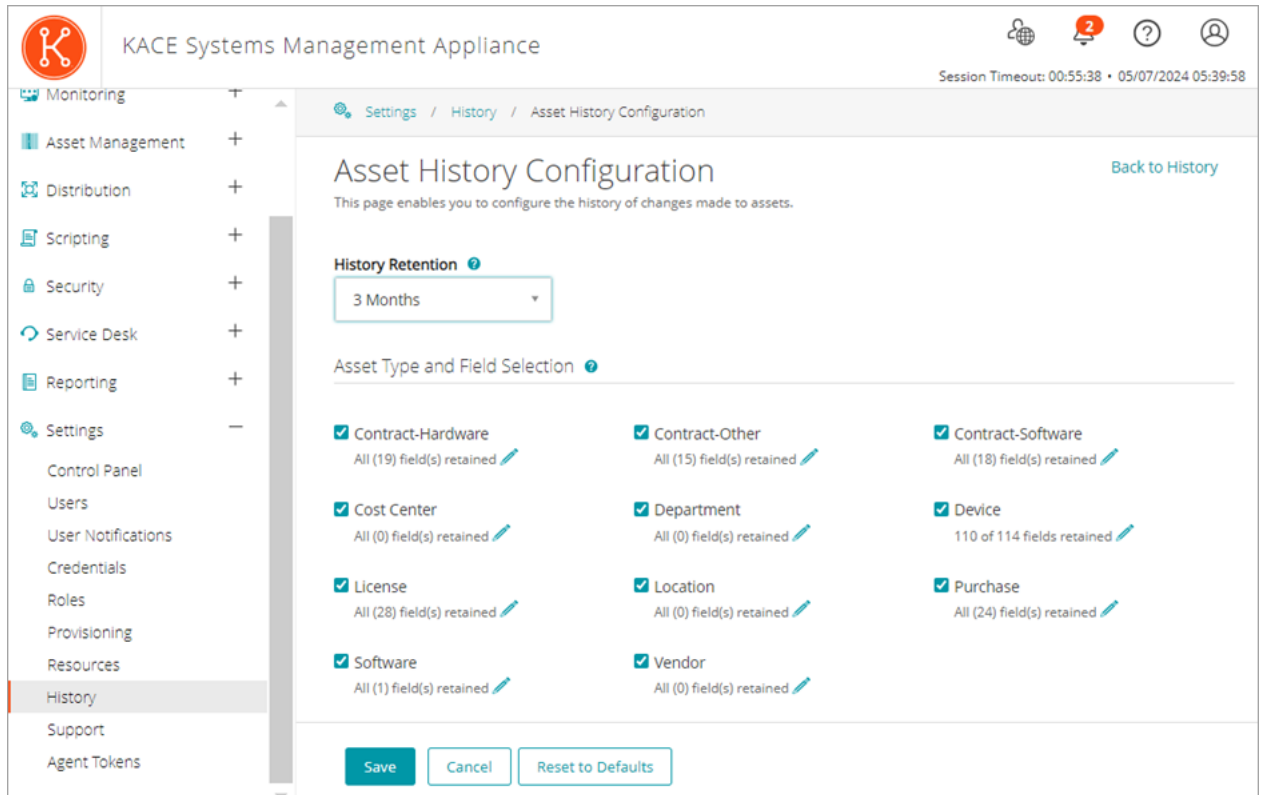 KACE Systems Management Appliance
2
Session Timeout: 00:55:38 • 05/07/2024 05:39:58
Monitoring
Asset Management
Distribution
Scripting
Security
Service Desk
Reporting
Settings
Control Panel
Users
User Notifications
Credentials
Roles
Provisioning
Resources
History
Support
Agent Tokens
Settings / History / Asset History Configuration
Asset History Configuration
Back to History
This page enables you to configure the history of changes made to assets.
History Retention
3 Months
Asset Type and Field Selection
Contract-Hardware
All (19) field(s) retained
Contract-Other
All (15) field(s) retained
Contract-Software
All (18) field(s) retained
Cost Center
All (0) field(s) retained
Department
All (0) field(s) retained
Device
110 of 114 fields retained
License
All (28) field(s) retained
Location
All (0) field(s) retained
Purchase
All (24) field(s) retained
Software
All (1) field(s) retained
Vendor
All (0) field(s) retained
Save
Cancel
Reset to Defaults